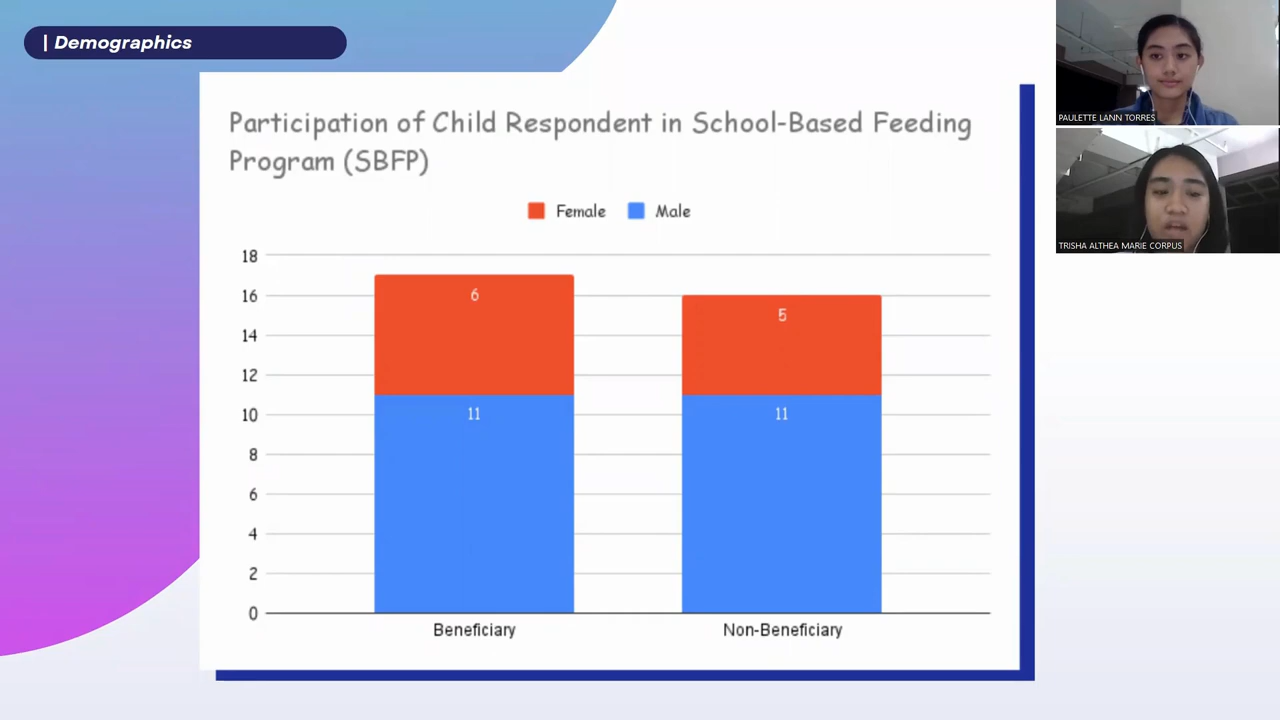 | Demographics
Participation of Child Respondent in School-Based Feeding
Program (SBFP)
Female Male
18
16
14
12
10
8
6
4
2
0
6
5
11
11
Beneficiary Non-Beneficiary
PAULETTE LANN TORRES
TRISHA ALTHEA MARIE CORPUS